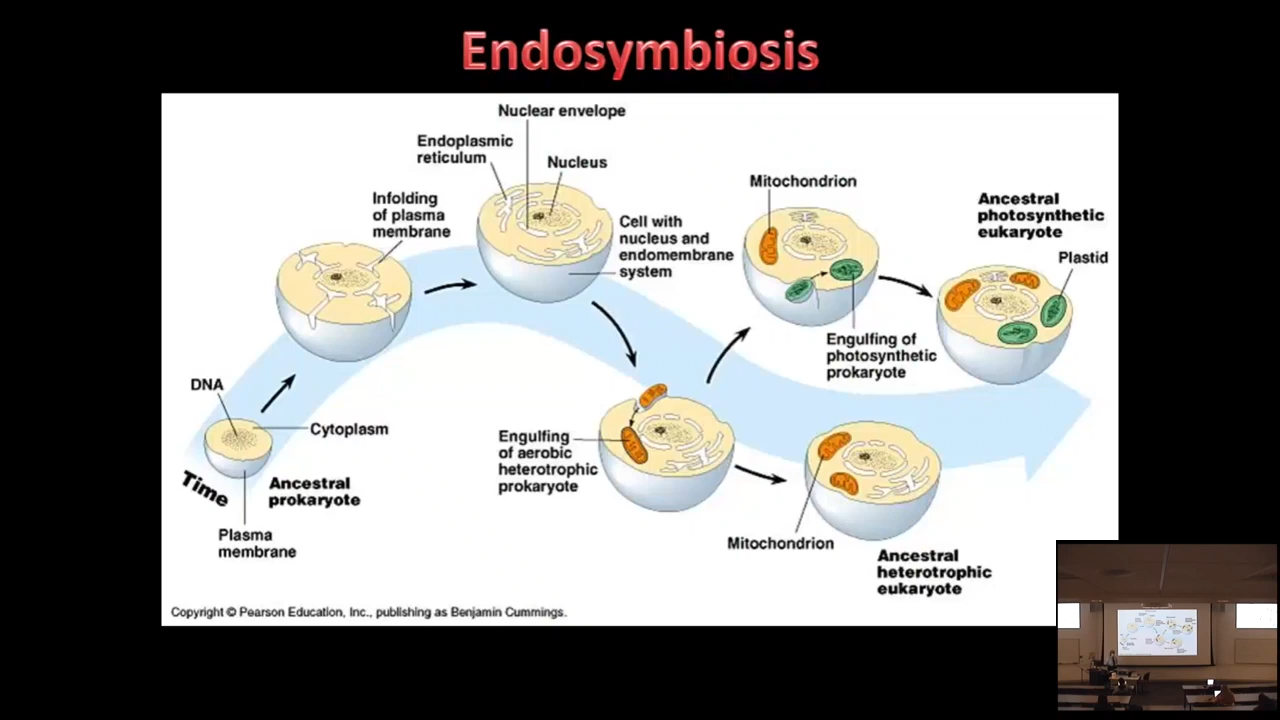 Endosymbiosis
Nuclear envelope
Endoplasmic
reticulum
Nucleus
Infolding
of plasma
membrane
Cell with
nucleus and
endomembrane
system
Mitochondrion
Ancestral
photosynthetic
eukaryote
Plastid
Engulfing of
photosynthetic
prokaryote
DNA
Cytoplasm
Time
Ancestral
prokaryote
Plasma
membrane
Engulfing
of aerobic
heterotrophic
prokaryote
Mitochondrion
Ancestral
heterotrophic
eukaryote
Copyright © Pearson Education, Inc., publishing as Benjamin Cummings.